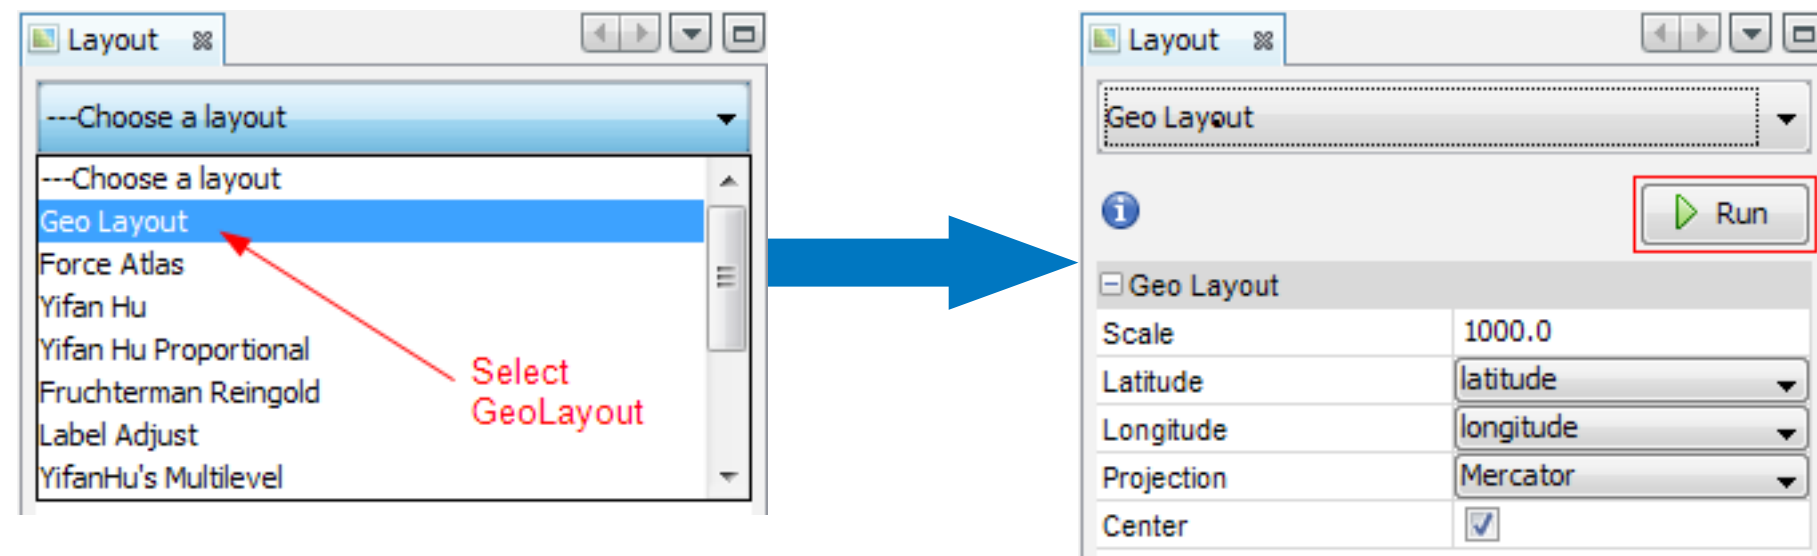 Layout
---Choose a layout
---Choose a layout
Geo Layout
Force Atlas
Yifan Hu
Yifan Hu Proportional
Fruchterman Reingold
Label Adjust
YifanHu's Multilevel
Select
GeoLayout
Layout
Geo Layout
Run
Geo Layout
Scale 1000.0
Latitude latitude
Longitude longitude
Projection Mercator
Center